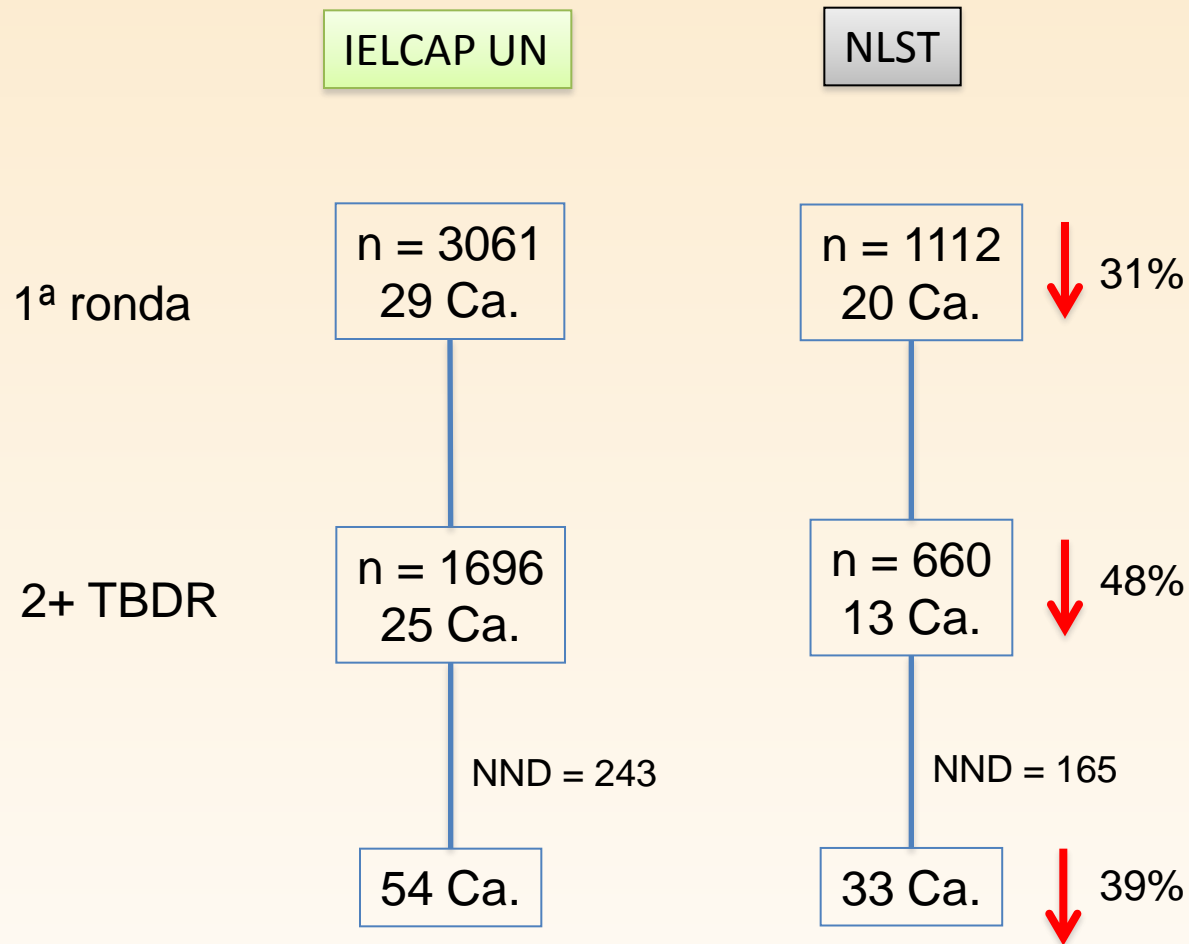 IELCAP UN
NLST
1ª ronda
n = 3061
29 Ca.
n = 1112
20 Ca.
31%
2+ TBDR
n = 1696
25 Ca.
n = 660
13 Ca.
48%
NND = 243
NND = 165
54 Ca.
33 Ca.
39%